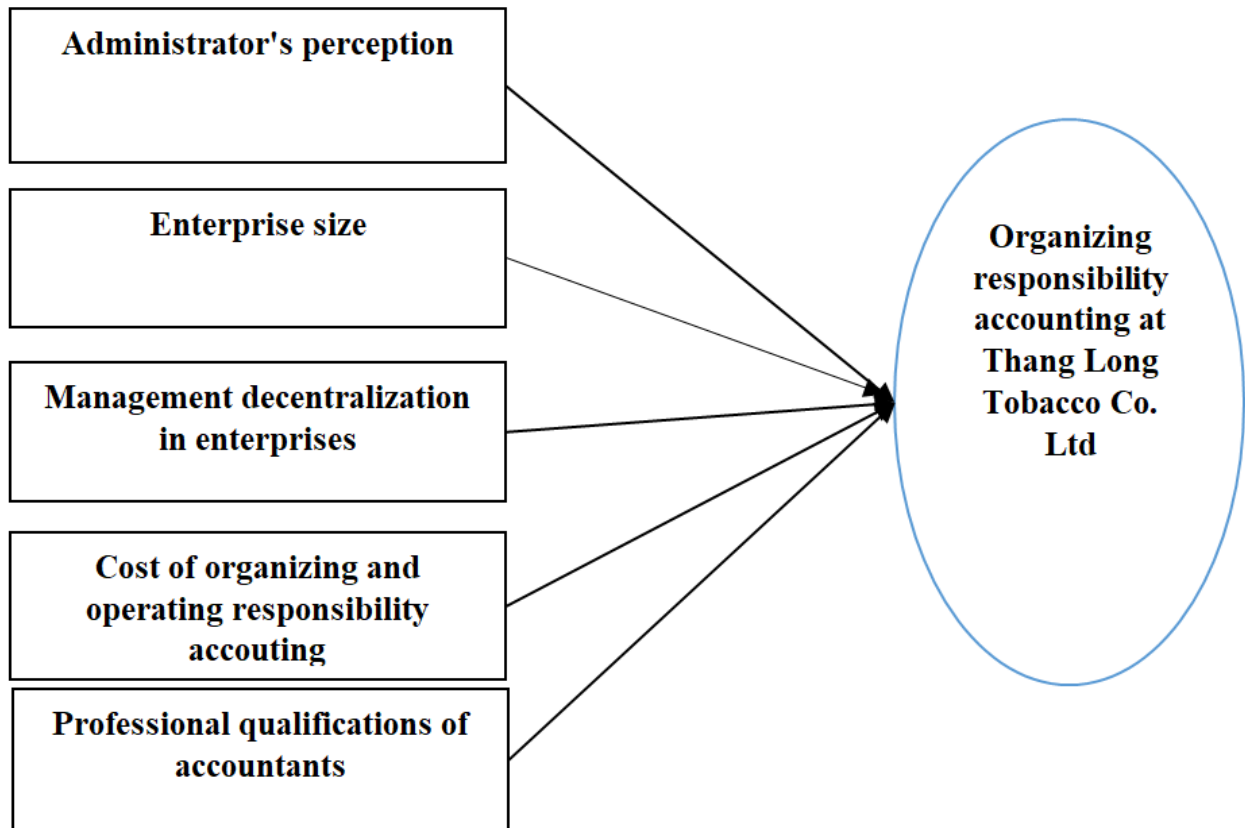 Administrator's perception
Enterprise size
Management decentralization
in enterprises
Cost of organizing and
operating responsibility
accouting
Professional qualifications of
accountants
Organizing
responsibility
accounting at
Thang Long
Tobacco Co.
Ltd